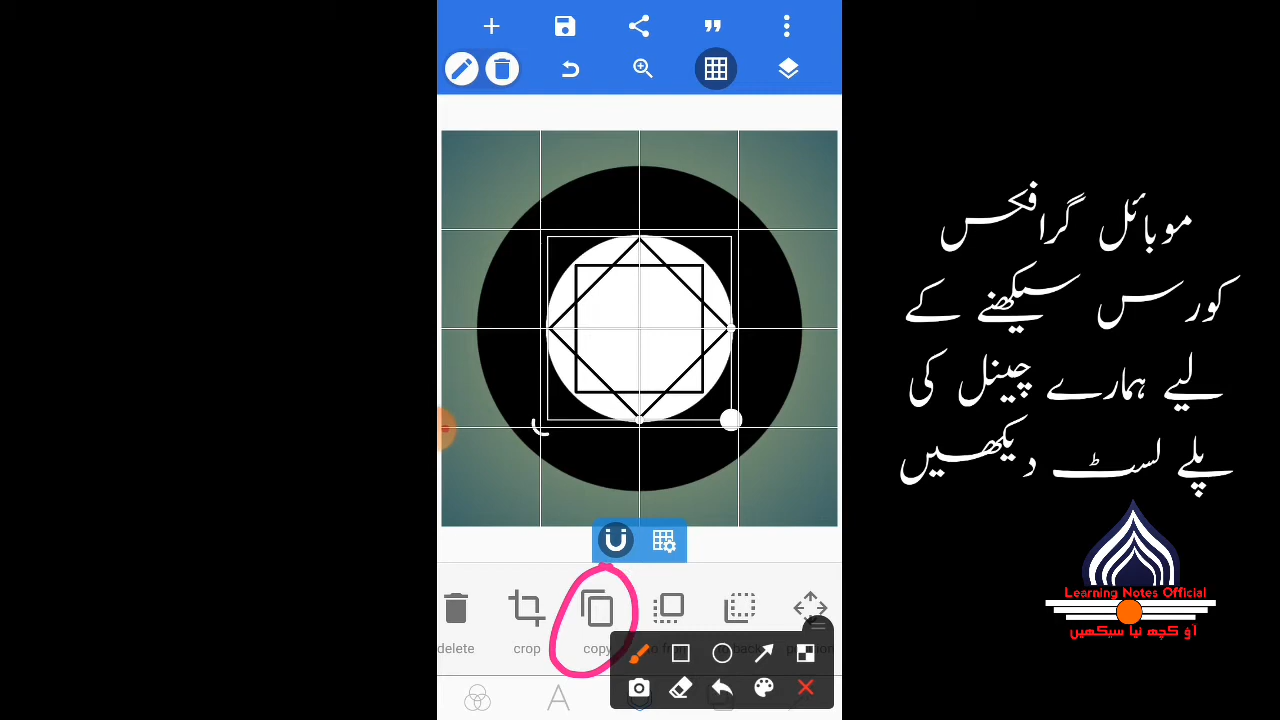 موبائل گرافکس
کورس سیکھنے کے
لیے ہمارے چینل کی
پلے لسٹ دیکھیں
Learning Notes Official
آؤ کچھ نیا سیکھیں
delete
crop
copy